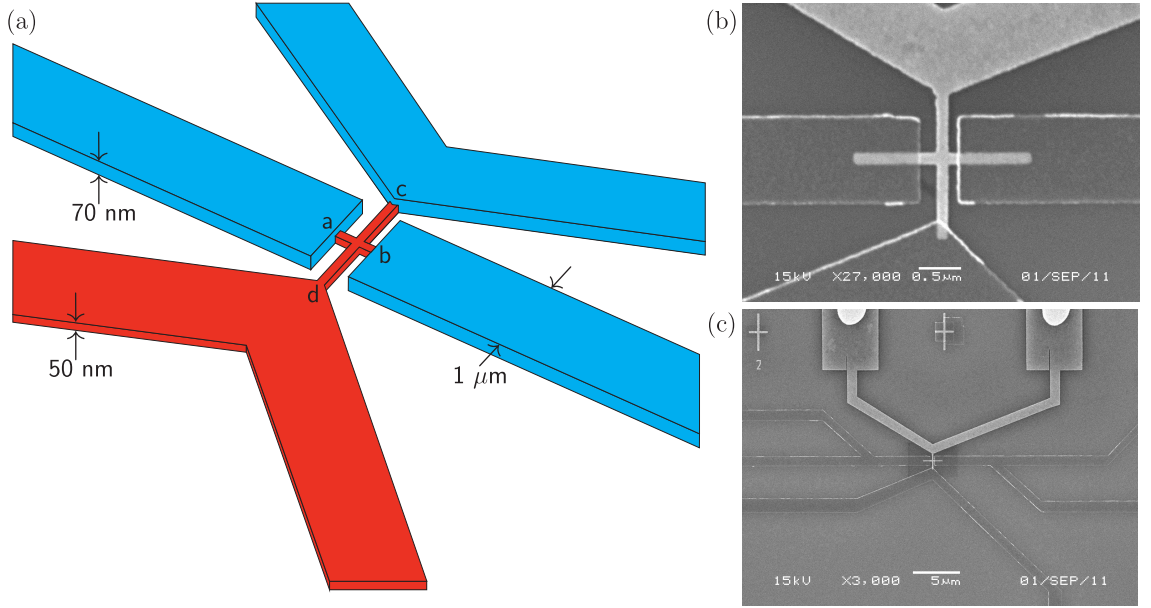 (a)
c
a
b
d
70 nm
50 nm
1 μm
(b)
15kV X27,000 0.5μm 01/SEP/11
(c)
2
15kV X3,000 5μm 01/SEP/11